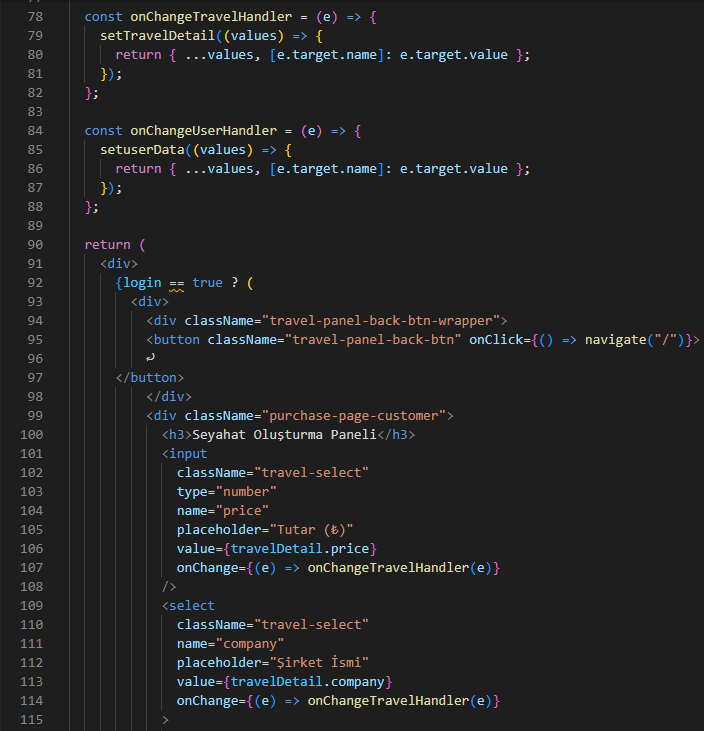 78 const onChangeTravelHandler = (e) => {
79 setTravelDetail((values) => {
80 return { ...values, [e.target.name]: e.target.value };
81 });
82 };
83
84 const onChangeUserHandler = (e) => {
85 setuserData((values) => {
86 return { ...values, [e.target.name]: e.target.value };
87 });
88 };
89
90 return (
91 <div>
92 {login == true ? (
93 <div>
94 <div className="travel-panel-back-btn-wrapper">
95 <button className="travel-panel-back-btn" onClick={() => navigate("/")}>
96 ⤶
97 </button>
98 </div>
99 <div className="purchase-page-customer">
100 <h3>Seyahat Oluşturma Paneli</h3>
101 <input
102 className="travel-select"
103 type="number"
104 name="price"
105 placeholder="Tutar (₺)"
106 value={travelDetail.price}
107 onChange={(e) => onChangeTravelHandler(e)}
108 />
109 <select
110 className="travel-select"
111 name="company"
112 placeholder="Şirket İsmi"
113 value={travelDetail.company}
114 onChange={(e) => onChangeTravelHandler(e)}
115 >